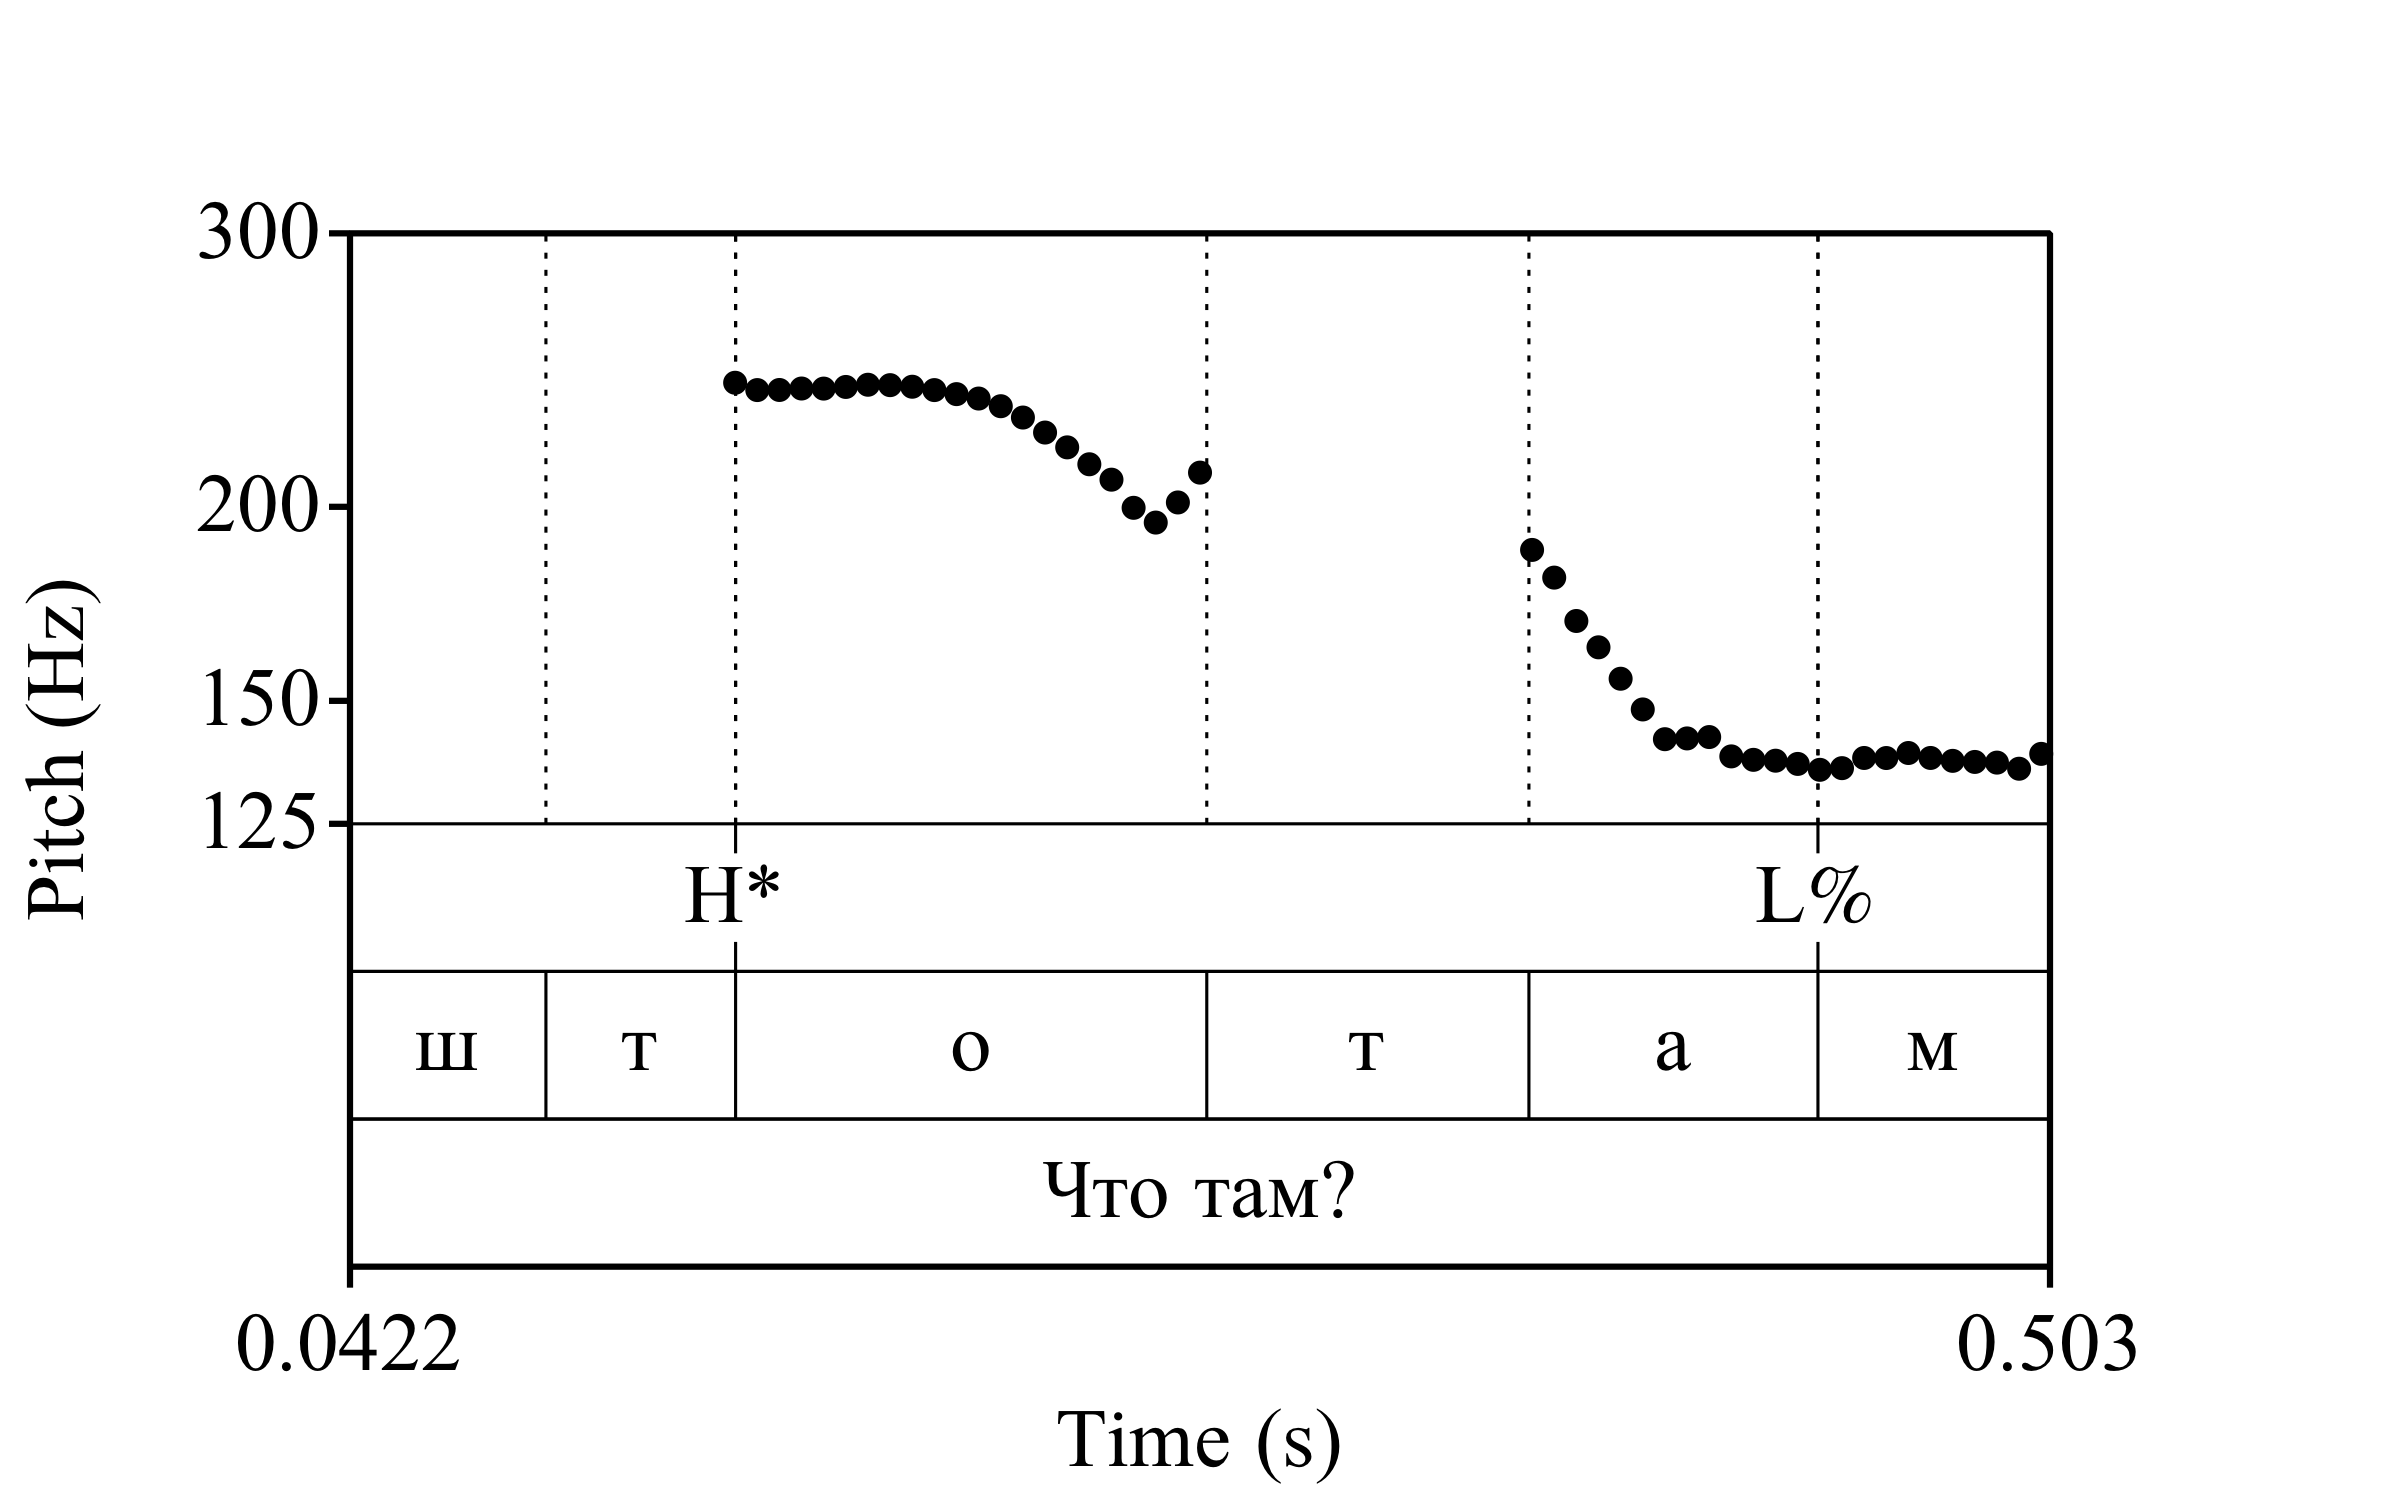 300
200
150
125
Pitch (Hz)
H* L%
ш т о т а м
Что там?
0.0422 0.503
Time (s)